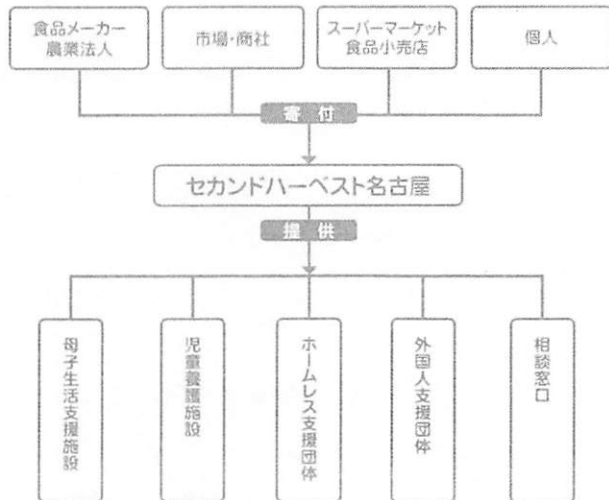 食品メーカー
農業法人
市場・商社
スーパーマーケット
食品小売店
個人
寄付
セカンドハーベスト名古屋
提供
母子生活支援施設
児童養護施設
ホームレス支援団体
外国人支援団体
相談窓口